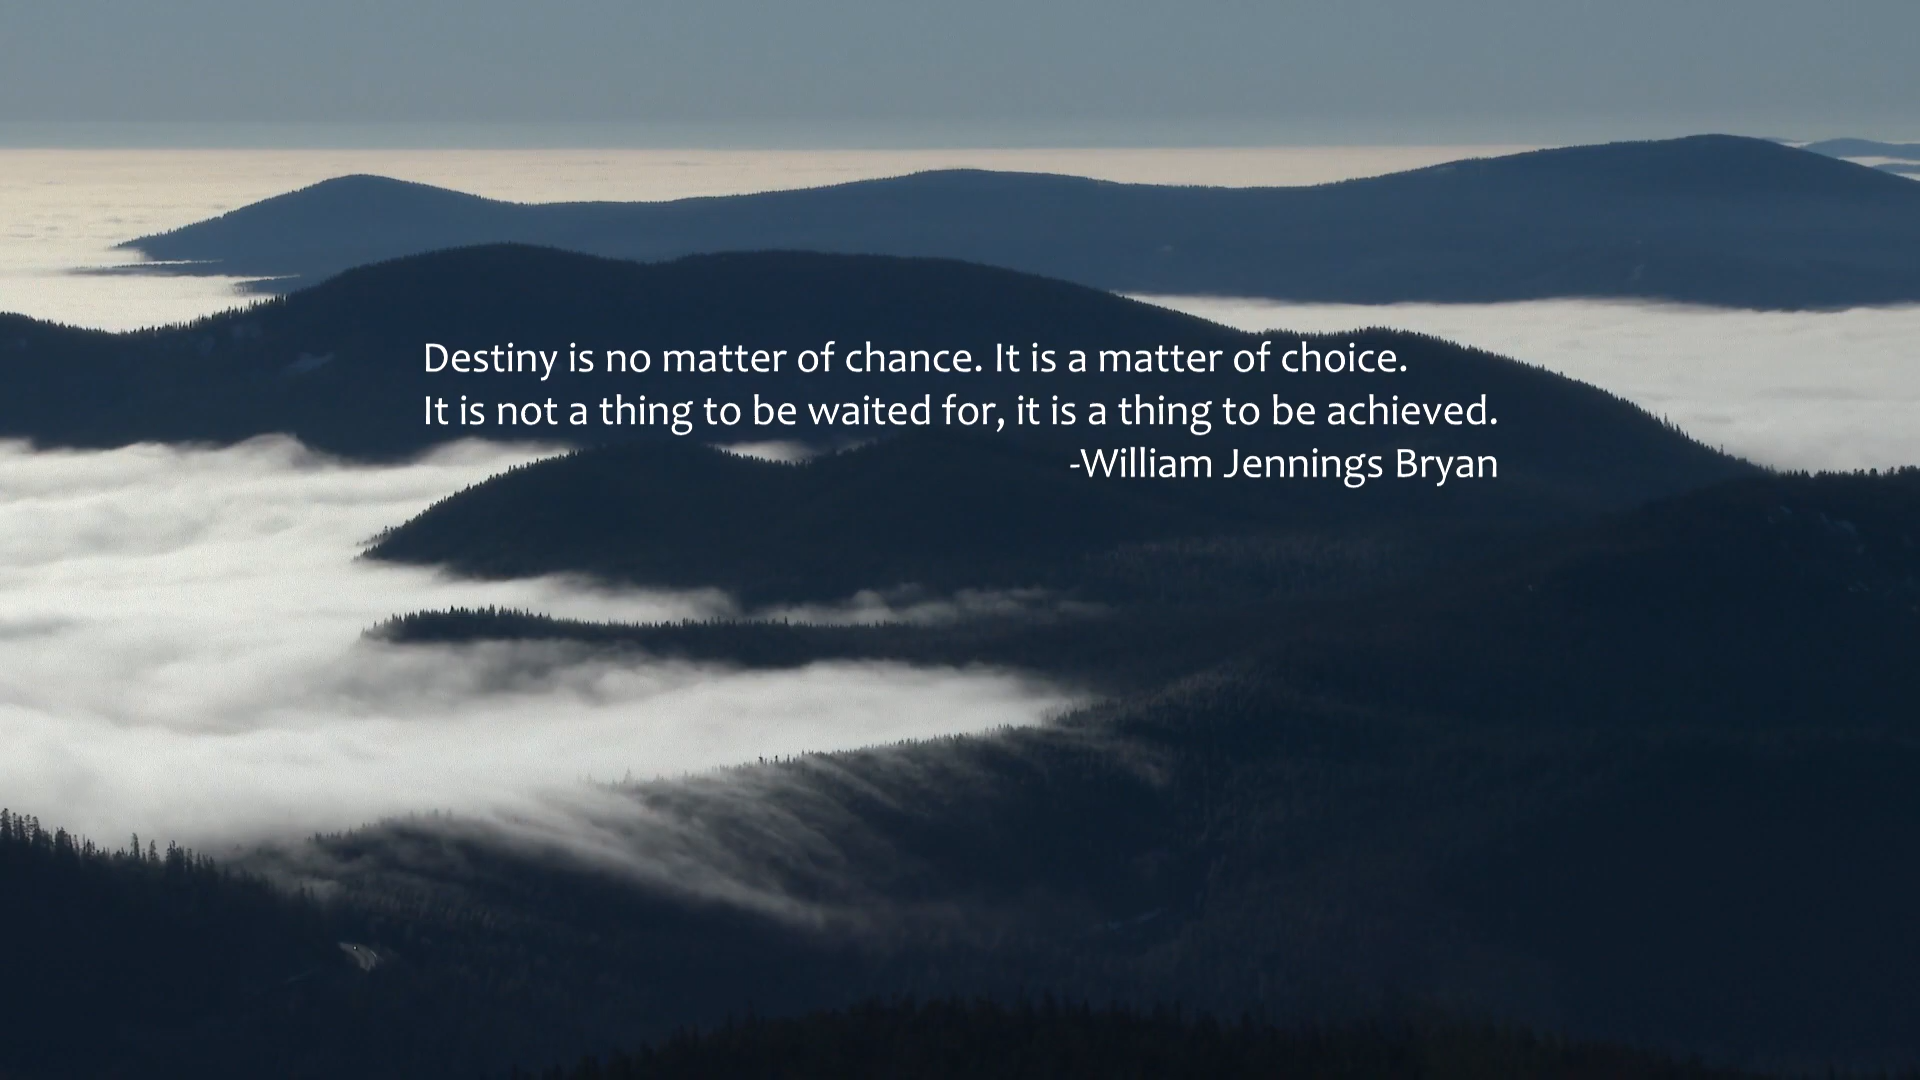 Destiny is no matter of chance. It is a matter of choice.
It is not a thing to be waited for, it is a thing to be achieved.
-William Jennings Bryan